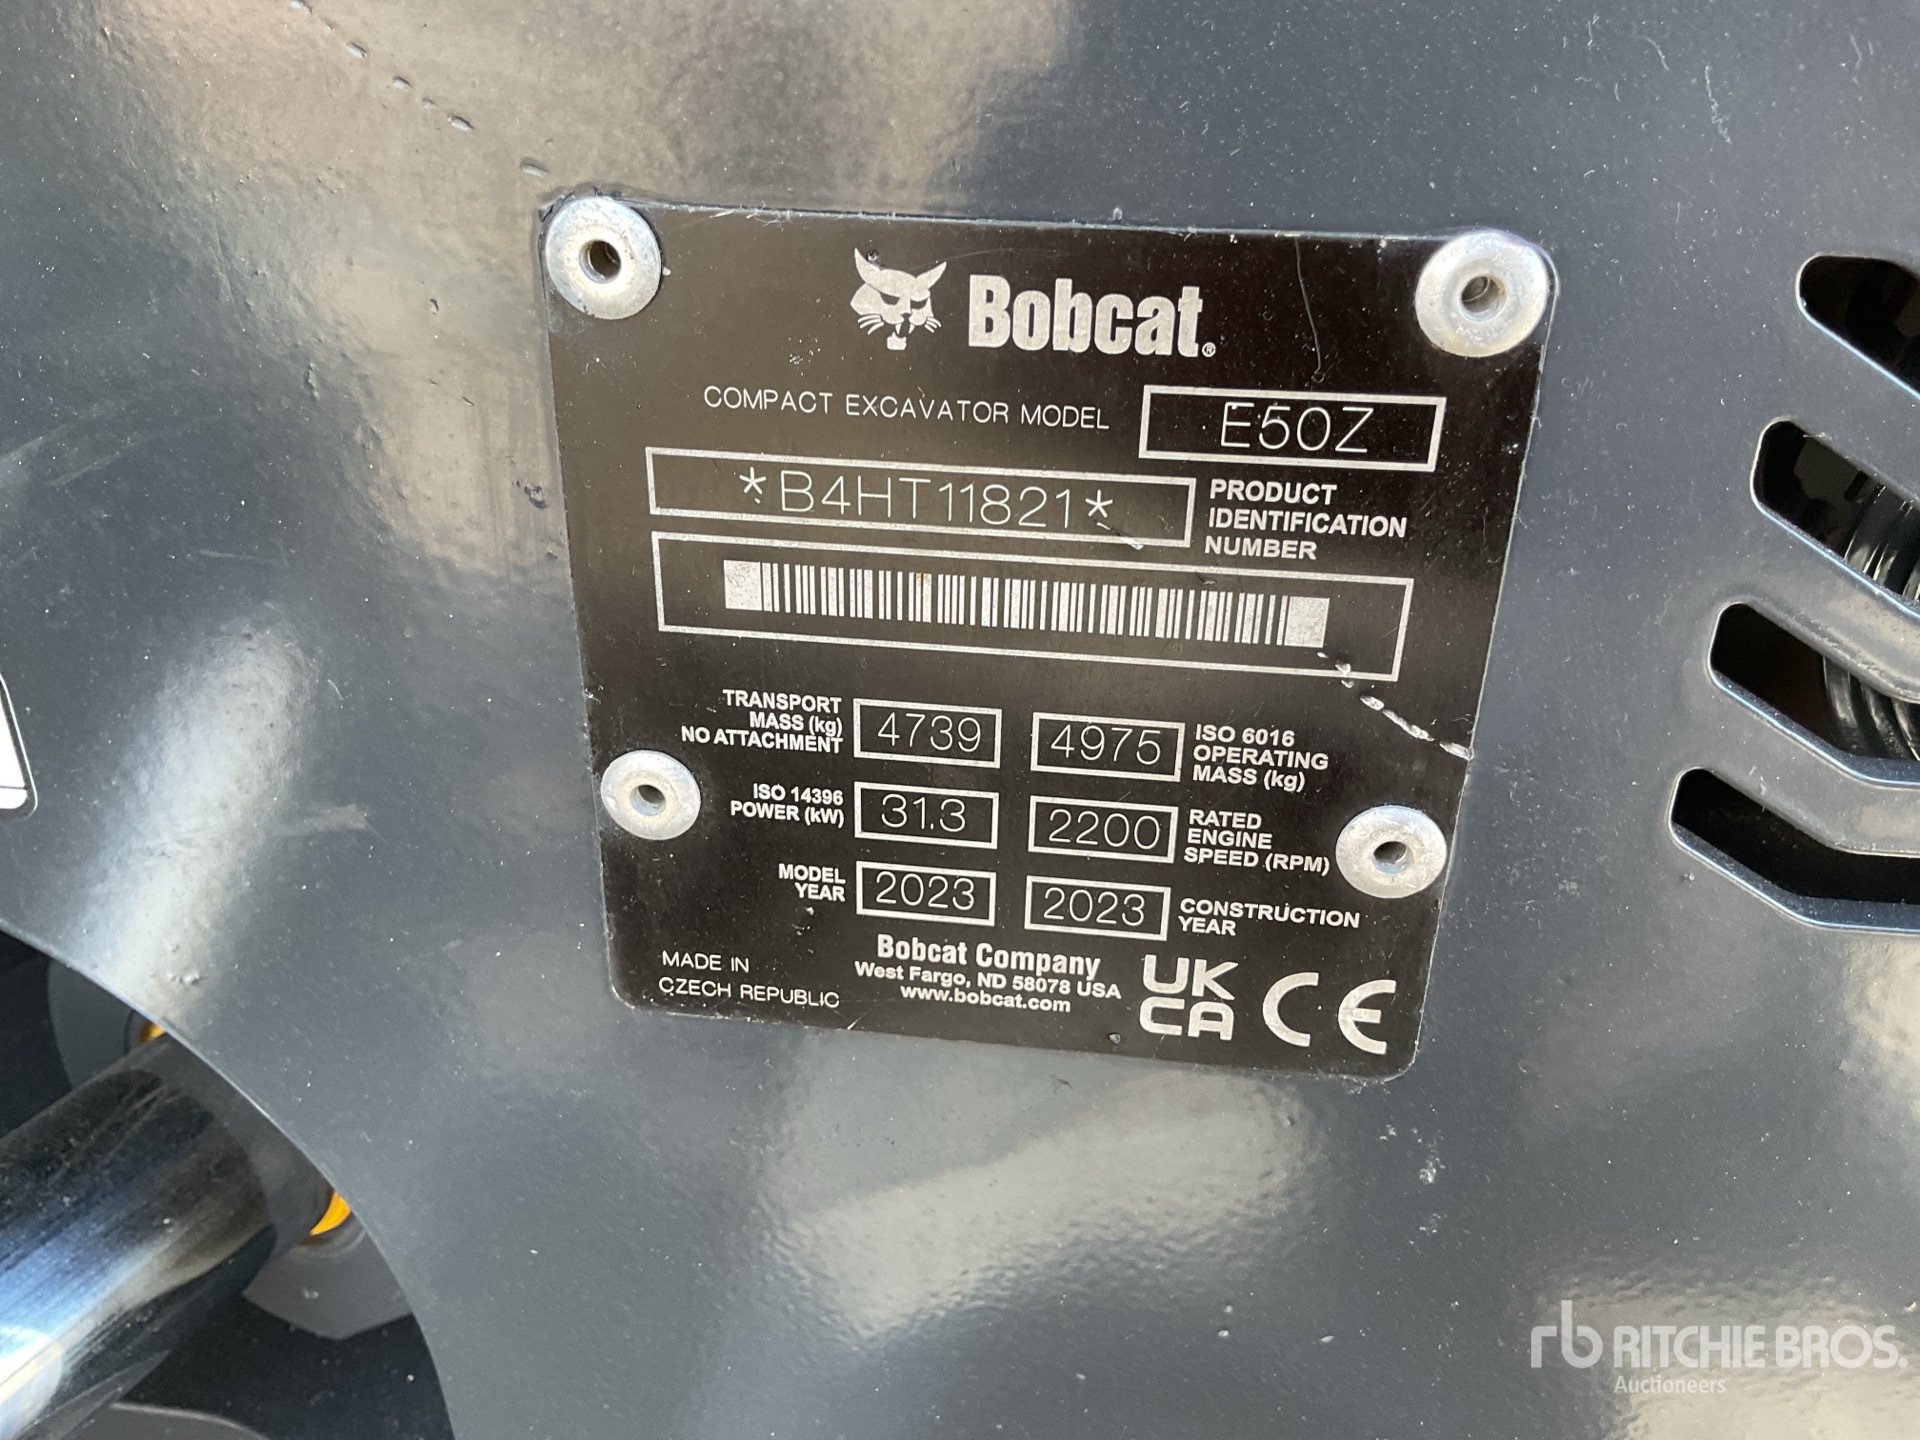 Bobcat®
COMPACT EXCAVATOR MODEL E50Z
*B4HT11821*
PRODUCT
IDENTIFICATION
NUMBER
TRANSPORT
MASS (kg)
NO ATTACHMENT
4739
4975
ISO 6016
OPERATING
MASS (kg)
ISO 14396
POWER (kW)
31.3
2200
RATED
ENGINE
SPEED (RPM)
MODEL
YEAR
2023
2023
CONSTRUCTION
YEAR
MADE IN
CZECH REPUBLIC
Bobcat Company
West Fargo, ND 58078 USA
www.bobcat.com
UK
CA
CE
rb RITCHIE BROS.
Auctioneers